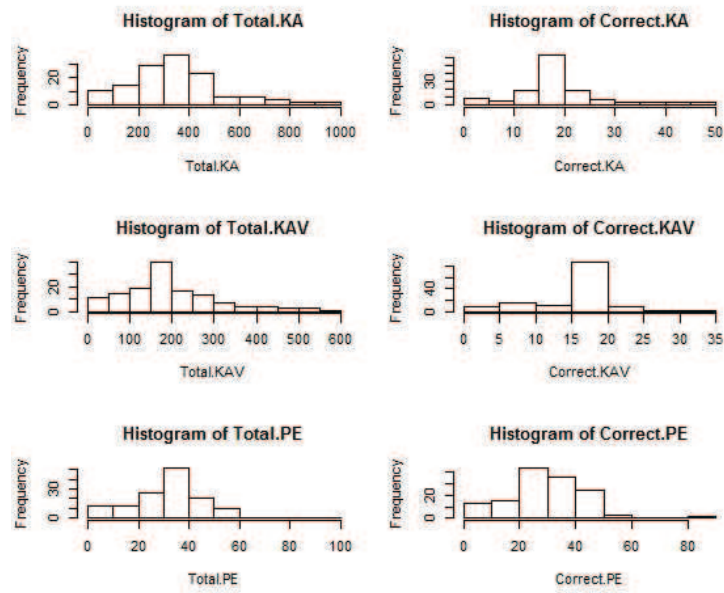 Histogram of Total.KA
Frequency
0 20
0 200 400 600 800 1000
Total.KA
Histogram of Correct.KA
Frequency
0 30
0 10 20 30 40 50
Correct.KA
Histogram of Total.KAV
Frequency
0 20
0 100 200 300 400 500 600
Total.KAV
Histogram of Correct.KAV
Frequency
0 40
0 5 10 15 20 25 30 35
Correct.KAV
Histogram of Total.PE
Frequency
0 30
0 20 40 60 80 100
Total.PE
Histogram of Correct.PE
Frequency
0 20
0 20 40 60 80
Correct.PE